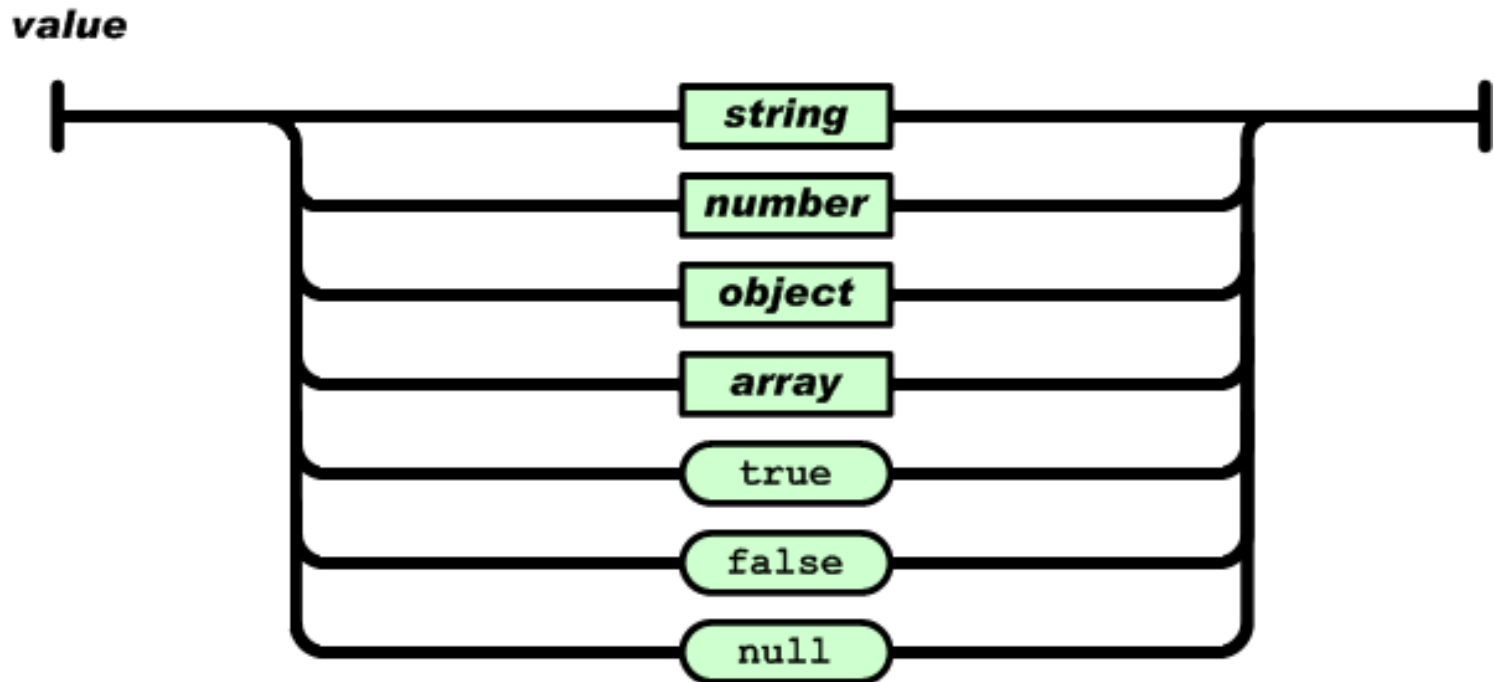 value
string
number
object
array
true
false
null